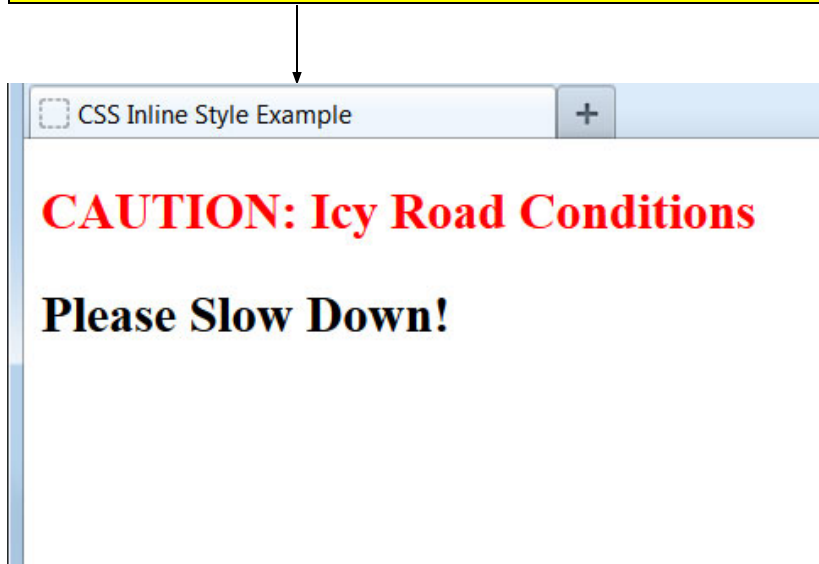 CSS Inline Style Example
CAUTION: Icy Road Conditions
Please Slow Down!